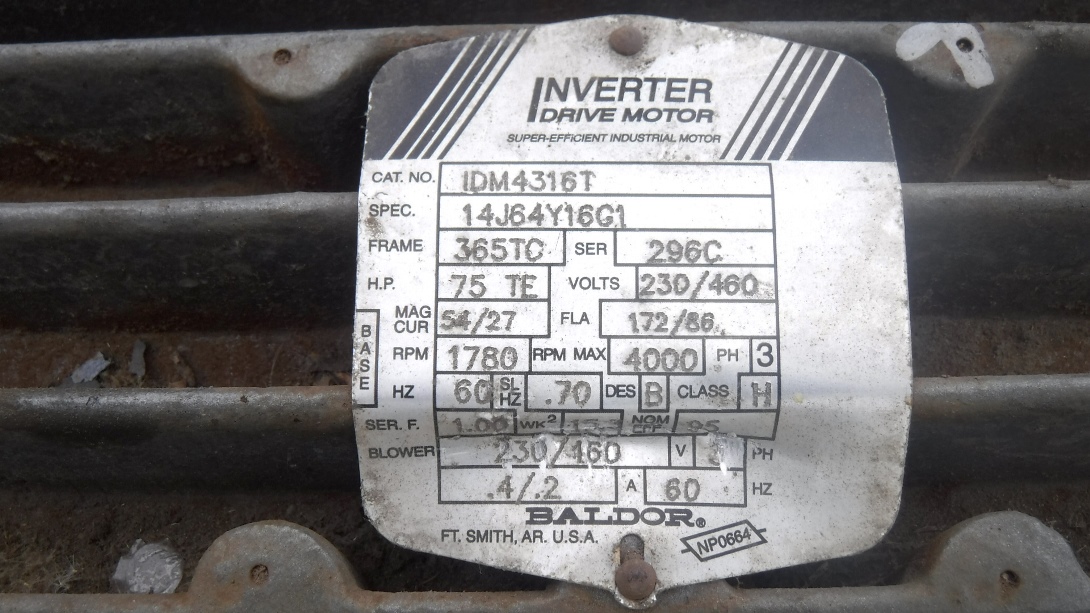 INVERTER
DRIVE MOTOR
SUPER-EFFICIENT INDUSTRIAL MOTOR
CAT. NO. IDM4316T
SPEC. 14J64Y16G1
FRAME 365TC SER 296C
H.P. 75 TE VOLTS 230/460
MAG CUR 54/27 FLA 172/86
BASE
RPM 1780 RPM MAX 4000 PH 3
HZ 60 SL HZ .70 DES B CLASS H
SER. F. 1.00 WK2 NOM EFF 95
BLOWER 230/460 V PH
.4/.2 A 60 HZ
BALDOR®
FT. SMITH, AR. U.S.A.
NP0664